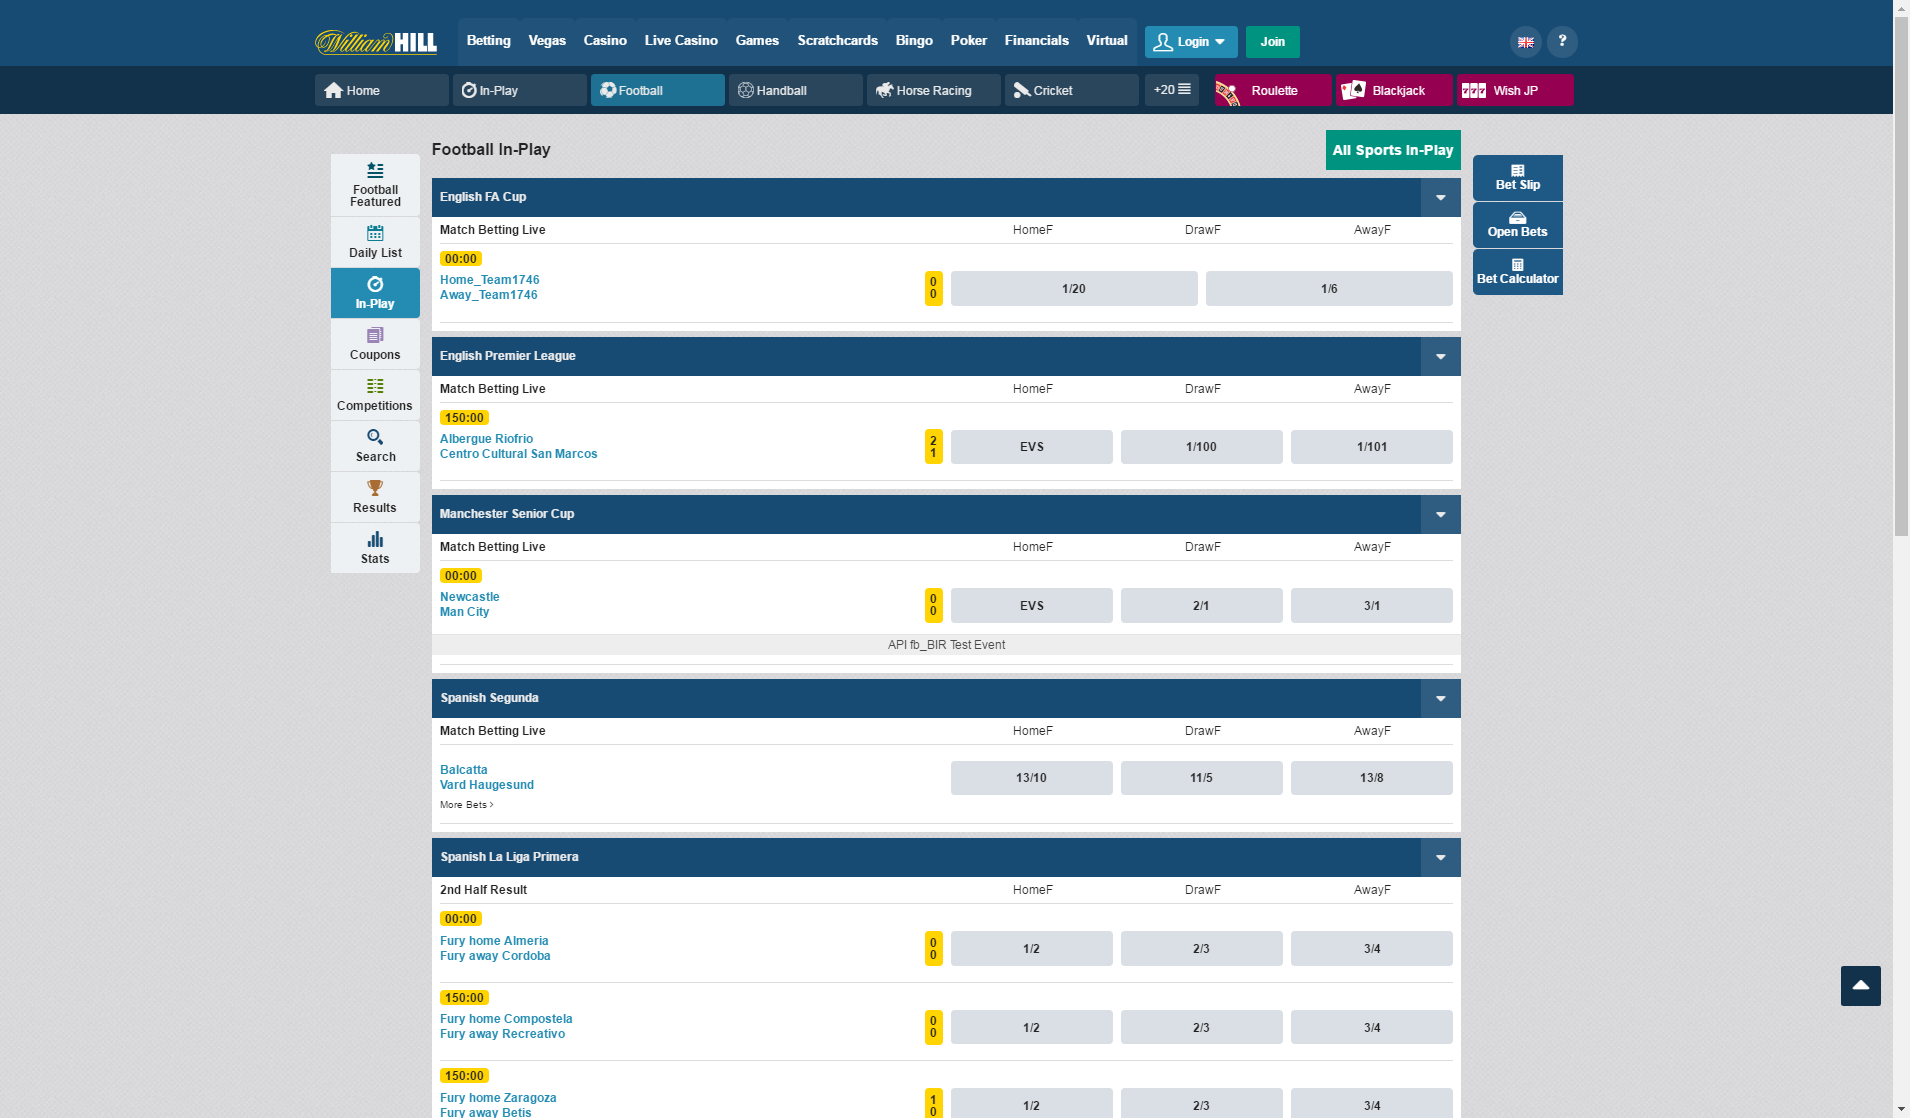 William HILL
Betting Vegas Casino Live Casino Games Scratchcards Bingo Poker Financials Virtual Login Join ?
Home In-Play Football Handball Horse Racing Cricket +20 Roulette Blackjack 777 Wish JP
Football In-Play
All Sports In-Play
Football
Featured
Daily List
In-Play
Coupons
Competitions
Search
Results
Stats
English FA Cup
Match Betting Live HomeF DrawF AwayF
00:00
Home_Team1746
Away_Team1746
0
0
1/20 1/6
English Premier League
Match Betting Live HomeF DrawF AwayF
150:00
Albergue Riofrio
Centro Cultural San Marcos
2
1
EVS 1/100 1/101
Manchester Senior Cup
Match Betting Live HomeF DrawF AwayF
00:00
Newcastle
Man City
0
0
EVS 2/1 3/1
API fb_BIR Test Event
Spanish Segunda
Match Betting Live HomeF DrawF AwayF
Balcatta
Vard Haugesund
13/10 11/5 13/8
More Bets >
Spanish La Liga Primera
2nd Half Result HomeF DrawF AwayF
00:00
Fury home Almeria
Fury away Cordoba
0
0
1/2 2/3 3/4
150:00
Fury home Compostela
Fury away Recreativo
0
0
1/2 2/3 3/4
150:00
Fury home Zaragoza
Fury away Betis
1
0
1/2 2/3 3/4
Bet Slip
Open Bets
Bet Calculator